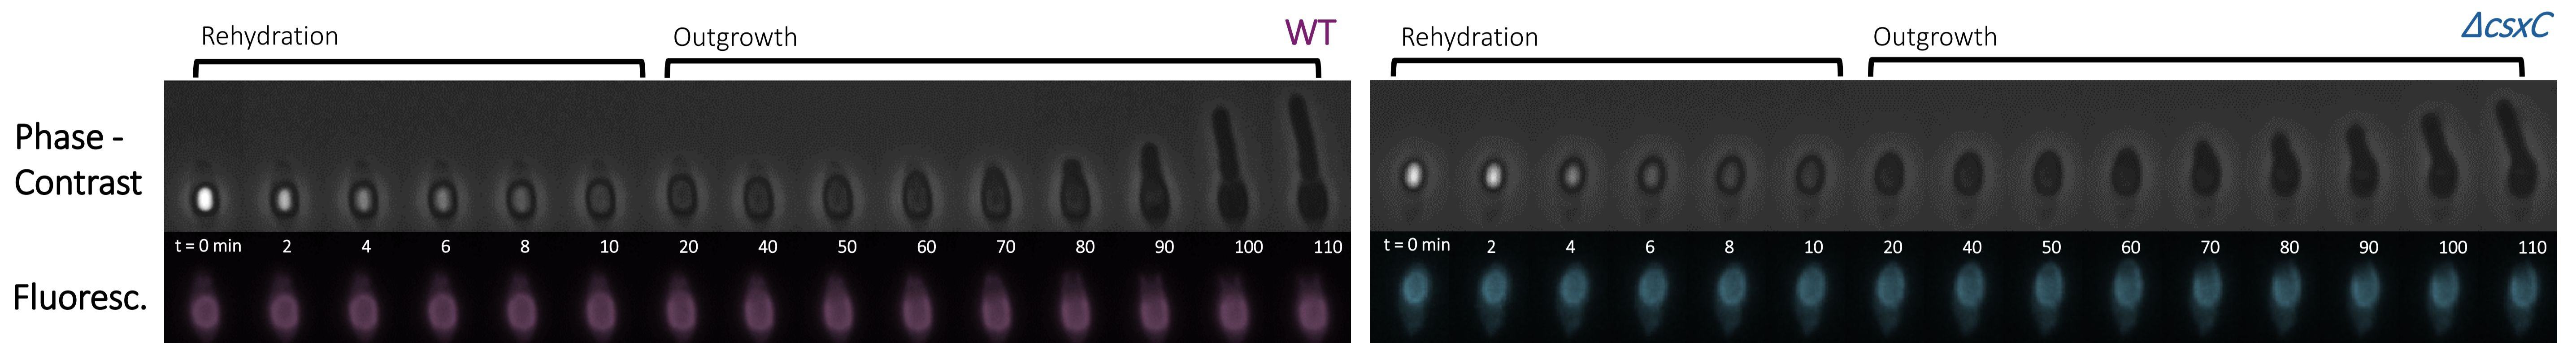 Rehydration Outgrowth WT
Rehydration Outgrowth ΔcsxC
Phase -
Contrast
t = 0 min 2 4 6 8 10 20 40 50 60 70 80 90 100 110
t = 0 min 2 4 6 8 10 20 40 50 60 70 80 90 100 110
Fluoresc.